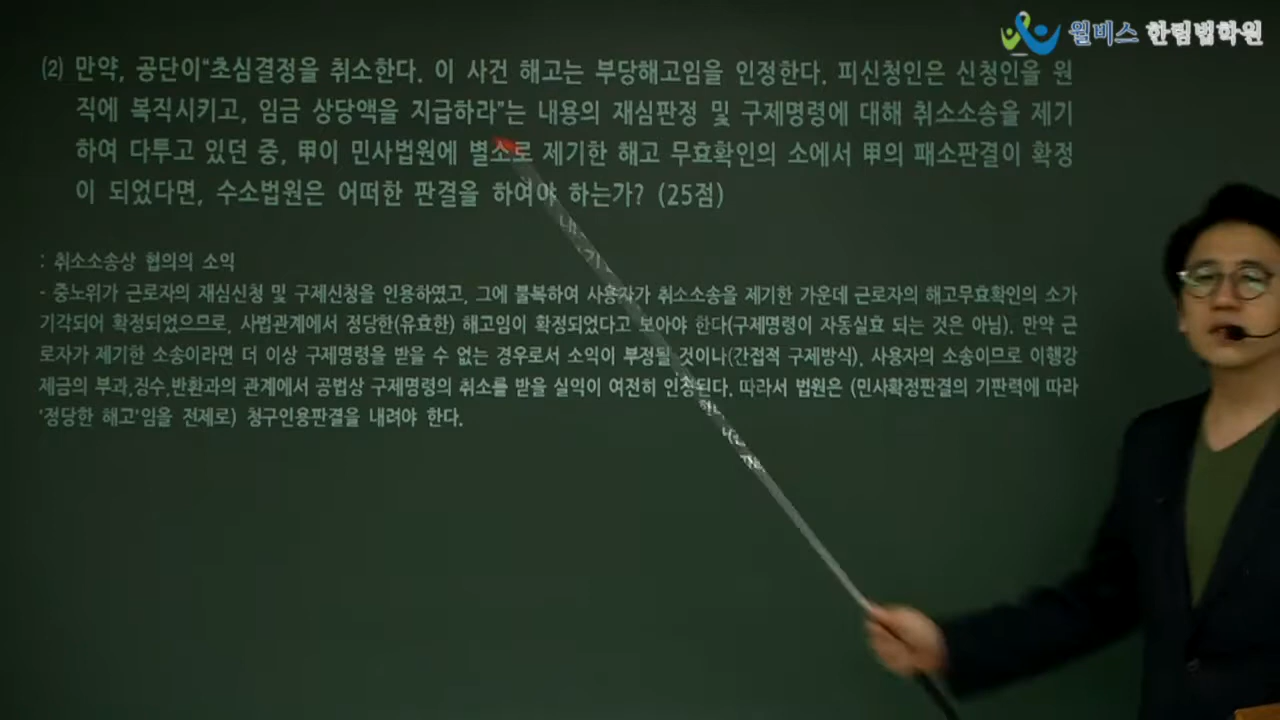 윌비스 한림법학원
(2) 만약, 공단이"초심결정을 취소한다. 이 사건 해고는 부당해고임을 인정한다. 피신청인은 신청인을 원
직에 복직시키고, 임금 상당액을 지급하라"는 내용의 재심판정 및 구제명령에 대해 취소소송을 제기
하여 다투고 있던 중, 甲이 민사법원에 별소로 제기한 해고 무효확인의 소에서 甲의 패소판결이 확정
이 되었다면, 수소법원은 어떠한 판결을 하여야 하는가? (25점)
: 취소소송상 협의의 소익
- 중노위가 근로자의 재심신청 및 구제신청을 인용하였고, 그에 불복하여 사용자가 취소소송을 제기한 가운데 근로자의 해고무효확인의 소가
기각되어 확정되었으므로, 사법관계에서 정당한(유효한) 해고임이 확정되었다고 보아야 한다(구제명령이 자동실효 되는 것은 아님). 만약 근
로자가 제기한 소송이라면 더 이상 구제명령을 받을 수 없는 경우로서 소익이 부정될 것이나(간접적 구제방식), 사용자의 소송이므로 이행강
제금의 부과,징수,반환과의 관계에서 공법상 구제명령의 취소를 받을 실익이 여전히 인정된다. 따라서 법원은 (민사확정판결의 기판력에 따라
'정당한 해고'임을 전제로) 청구인용판결을 내려야 한다.